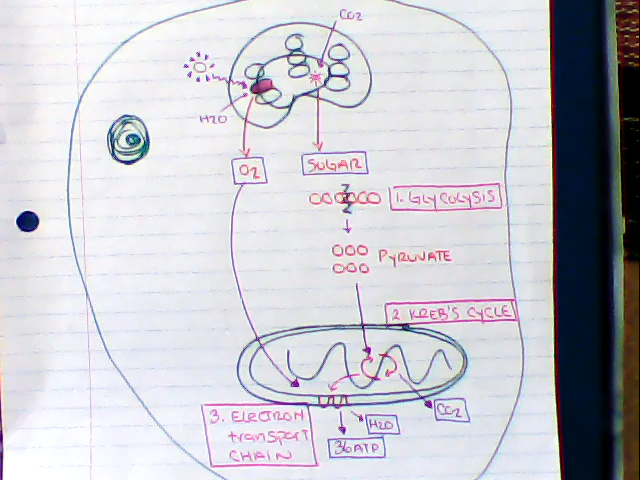 CO2
H2O
O2
SUGAR
1. GLYCOLYSIS
PYRUVATE
2 KREB'S CYCLE
3. ELECTRON
transport
CHAIN
H2O
CO2
36ATP